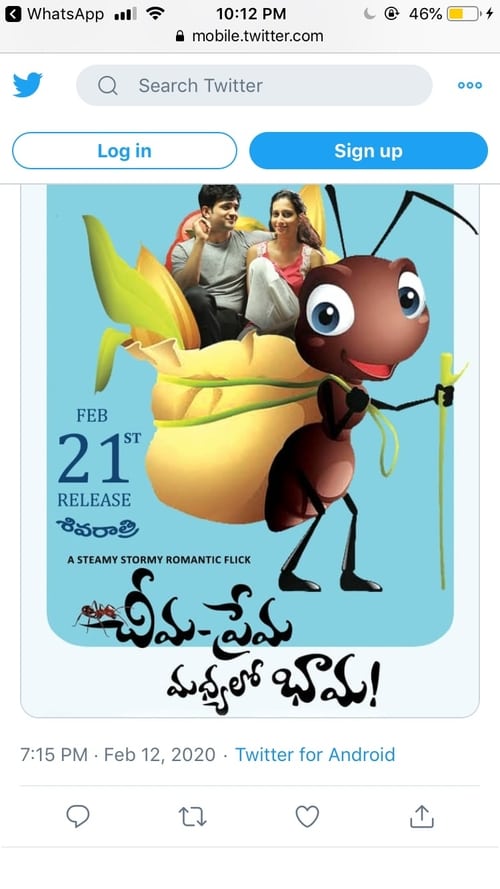 WhatsApp
10:12 PM
46%
mobile.twitter.com
Search Twitter
Log in
Sign up
FEB
21ST
RELEASE
శివరాత్రి
A STEAMY STORMY ROMANTIC FLICK
చీమ-ప్రేమ
మధ్యలో భామ!
7:15 PM · Feb 12, 2020 · Twitter for Android